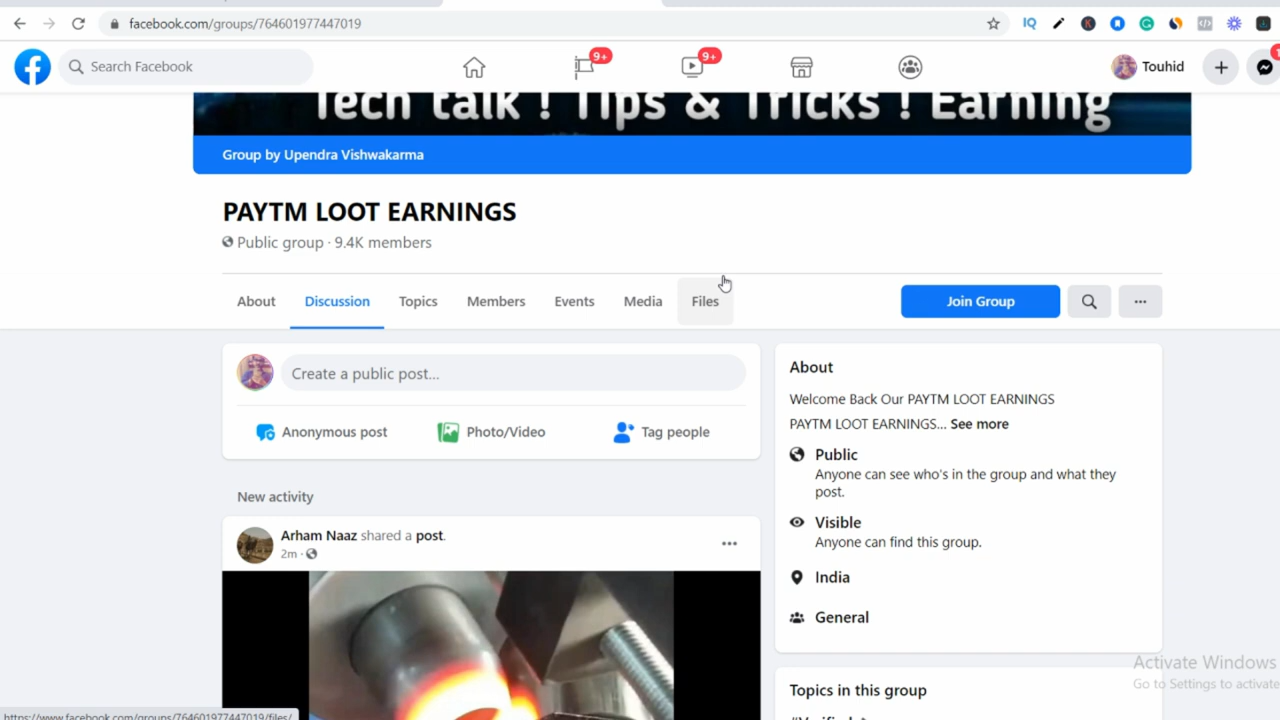 facebook.com/groups/764601977447019
Search Facebook
9+
9+
Touhid
Tech talk ! Tips & Tricks ! Earning
Group by Upendra Vishwakarma
PAYTM LOOT EARNINGS
Public group · 9.4K members
About
Discussion
Topics
Members
Events
Media
Files
Join Group
Create a public post...
Anonymous post
Photo/Video
Tag people
New activity
Arham Naaz shared a post.
2m ·
About
Welcome Back Our PAYTM LOOT EARNINGS
PAYTM LOOT EARNINGS... See more
Public
Anyone can see who's in the group and what they
post.
Visible
Anyone can find this group.
India
General
Topics in this group
Activate Windows
Go to Settings to activate
https://www.facebook.com/groups/764601977447019/files/